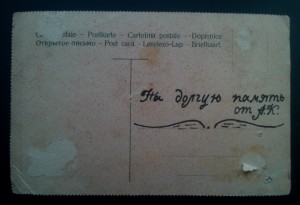 Postkarte - Cartolina postale - Dopisnice
Открытое письмо - Post card - Levelező-Lap - Briefkaart
На долгую память
от А.К.